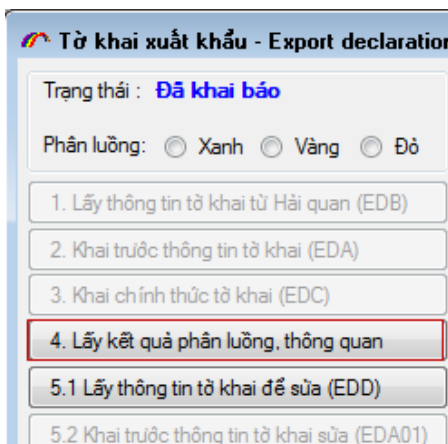 Tờ khai xuất khẩu - Export declaration
Trạng thái : Đã khai báo
Phân luồng: Xanh Vàng Đỏ
1. Lấy thông tin tờ khai từ Hải quan (EDB)
2. Khai trước thông tin tờ khai (EDA)
3. Khai chính thức tờ khai (EDC)
4. Lấy kết quả phân luồng, thông quan
5.1 Lấy thông tin tờ khai để sửa (EDD)
5.2 Khai trước thông tin tờ khai sửa (EDA01)